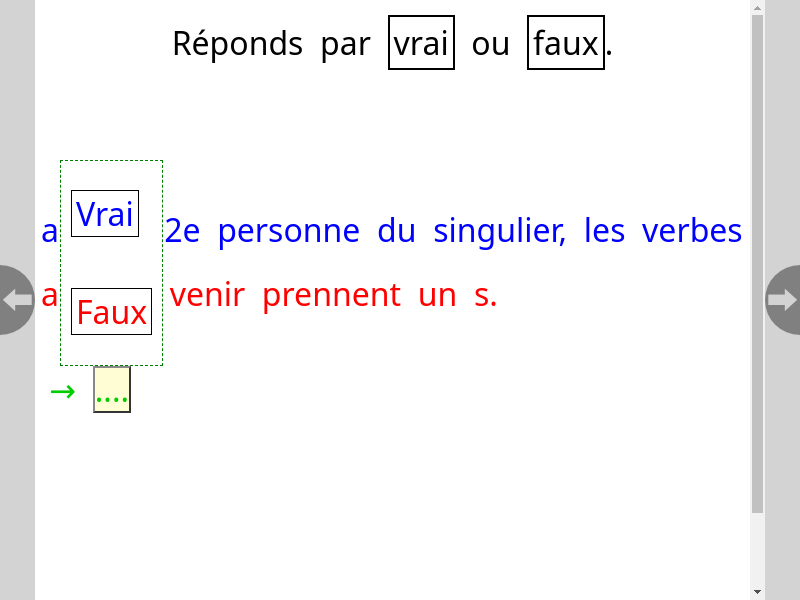 Réponds par vrai ou faux.
Vrai
a 2e personne du singulier, les verbes
a venir prennent un s.
Faux
→ ....